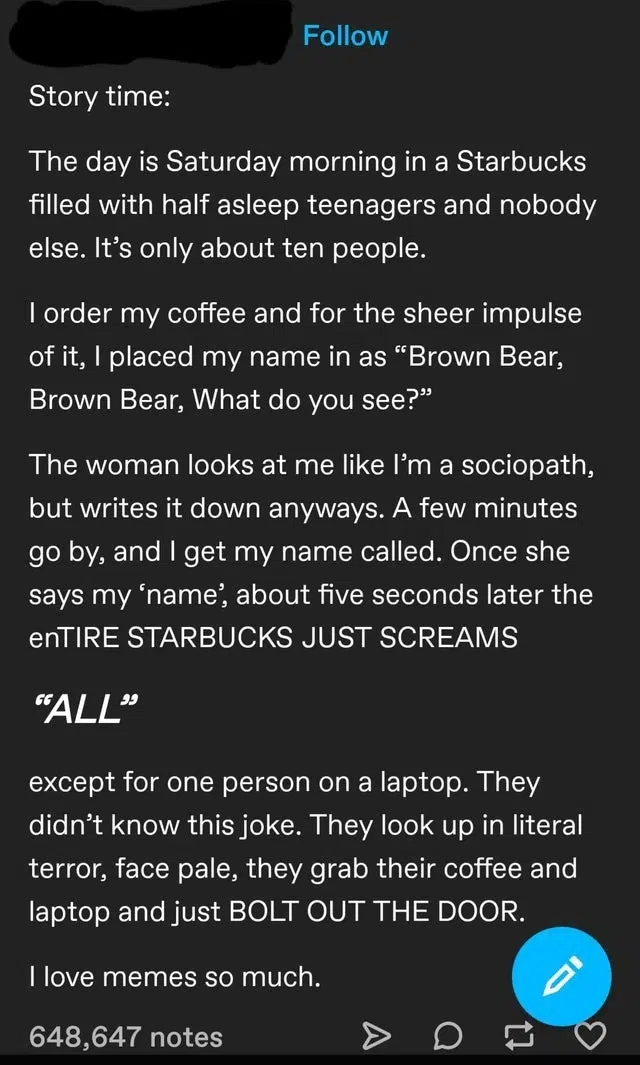 Follow
Story time:
The day is Saturday morning in a Starbucks
filled with half asleep teenagers and nobody
else. It’s only about ten people.
I order my coffee and for the sheer impulse
of it, I placed my name in as “Brown Bear,
Brown Bear, What do you see?”
The woman looks at me like I’m a sociopath,
but writes it down anyways. A few minutes
go by, and I get my name called. Once she
says my ‘name’, about five seconds later the
enTIRE STARBUCKS JUST SCREAMS
“ALL”
except for one person on a laptop. They
didn’t know this joke. They look up in literal
terror, face pale, they grab their coffee and
laptop and just BOLT OUT THE DOOR.
I love memes so much.
648,647 notes